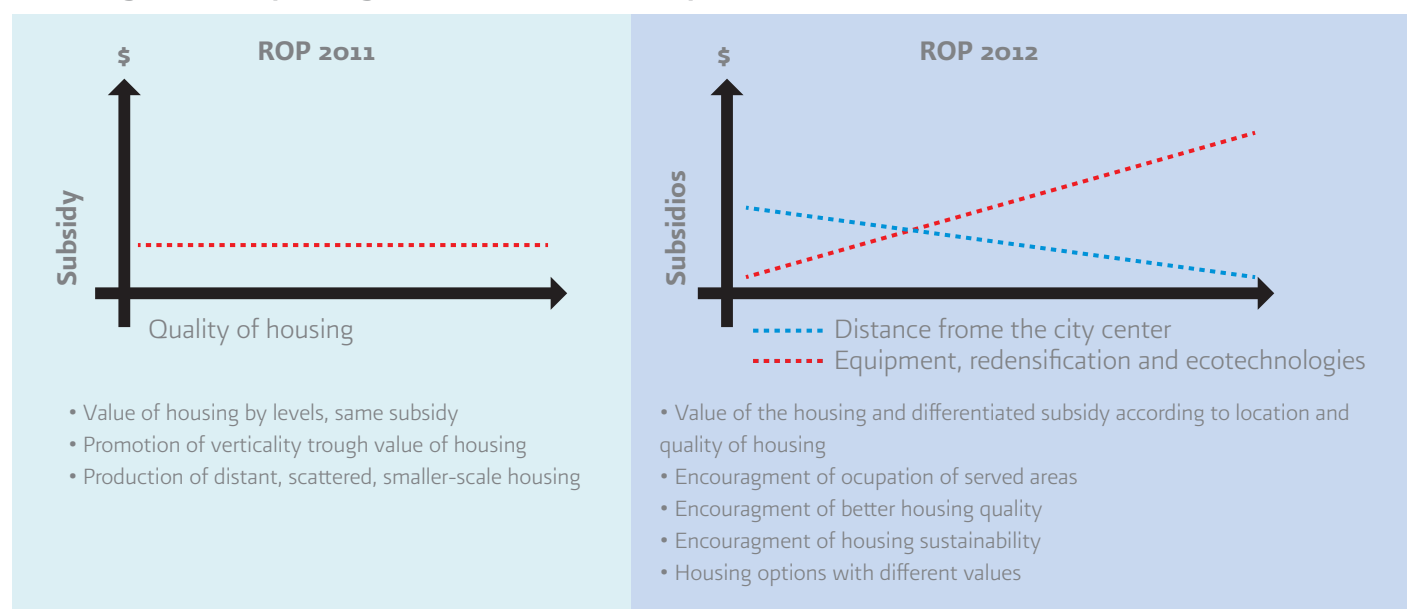 ROP 2011
$
Subsidy
Quality of housing
• Value of housing by levels, same subsidy
• Promotion of verticality trough value of housing
• Production of distant, scattered, smaller-scale housing
ROP 2012
$
Subsidios
Distance frome the city center
Equipment, redensification and ecotechnologies
• Value of the housing and differentiated subsidy according to location and
quality of housing
• Encouragment of ocupation of served areas
• Encouragment of better housing quality
• Encouragment of housing sustainability
• Housing options with different values